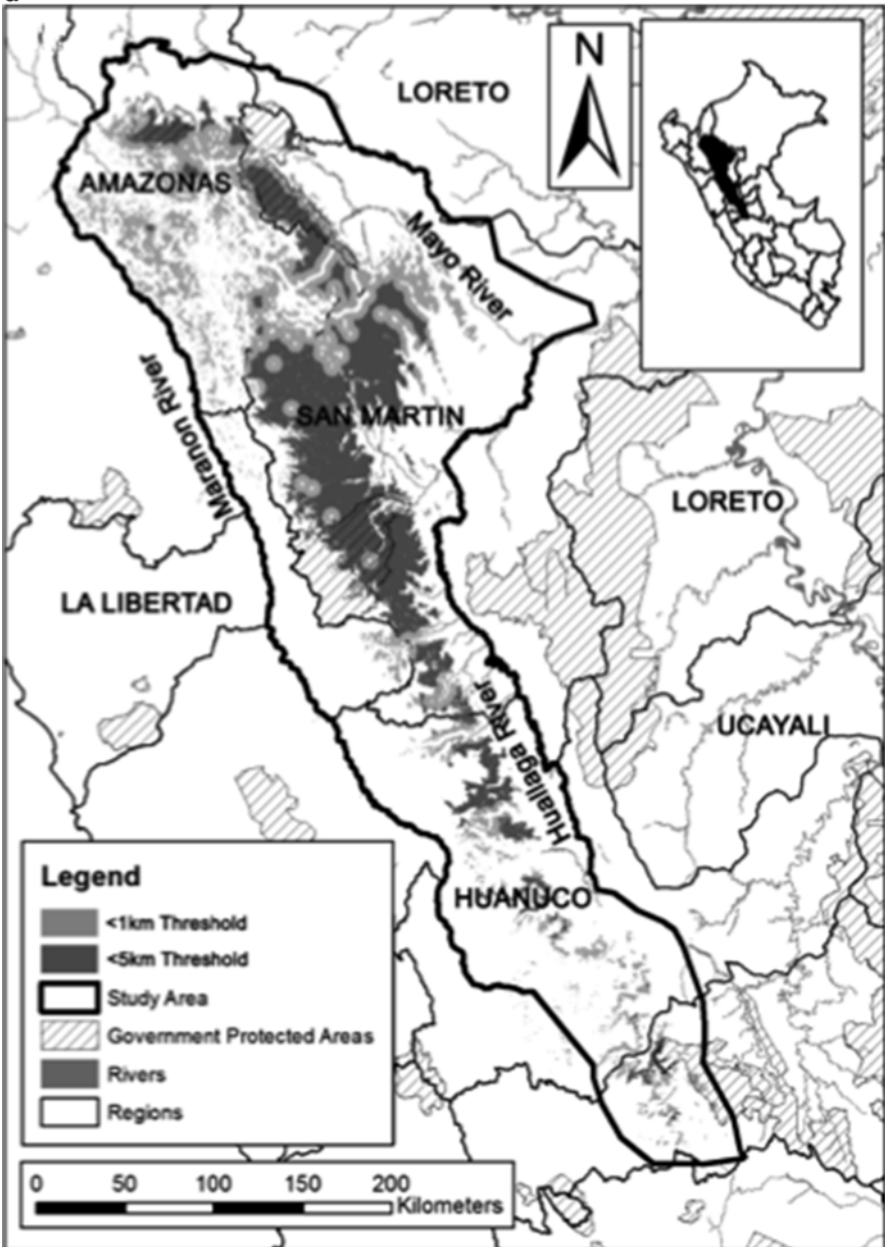 N
LORETO
AMAZONAS
Mayo River
Maranon River
SAN MARTIN
LORETO
LA LIBERTAD
UCAYALI
Huallaga River
HUANUCO
Legend
<1km Threshold
<5km Threshold
Study Area
Government Protected Areas
Rivers
Regions
0 50 100 150 200
Kilometers